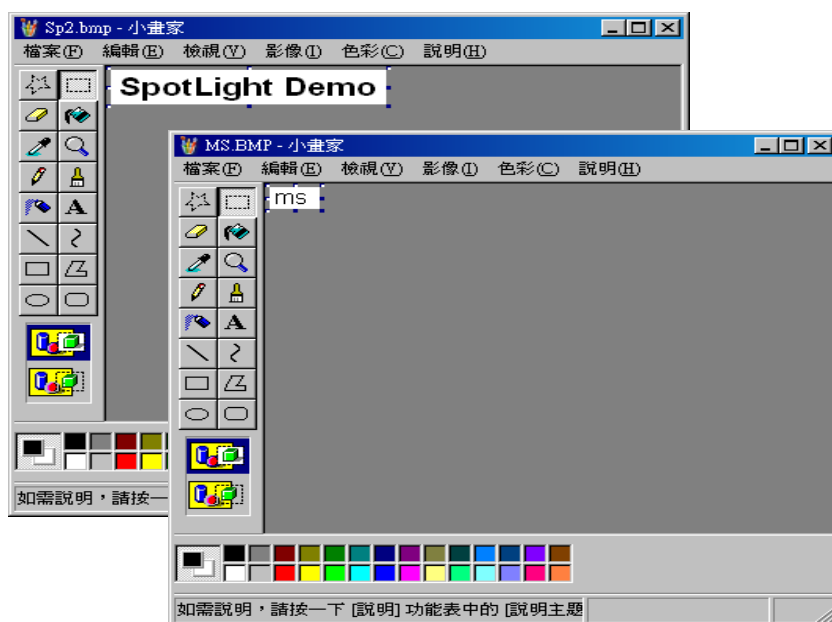 Sp2.bmp - 小畫家
檔案(F) 編輯(E) 檢視(V) 影像(I) 色彩(C) 說明(H)
SpotLight Demo
A
如需說明，請按一
MS.BMP - 小畫家
檔案(F) 編輯(E) 檢視(V) 影像(I) 色彩(C) 說明(H)
ms
A
如需說明，請按一下 [說明] 功能表中的 [說明主題